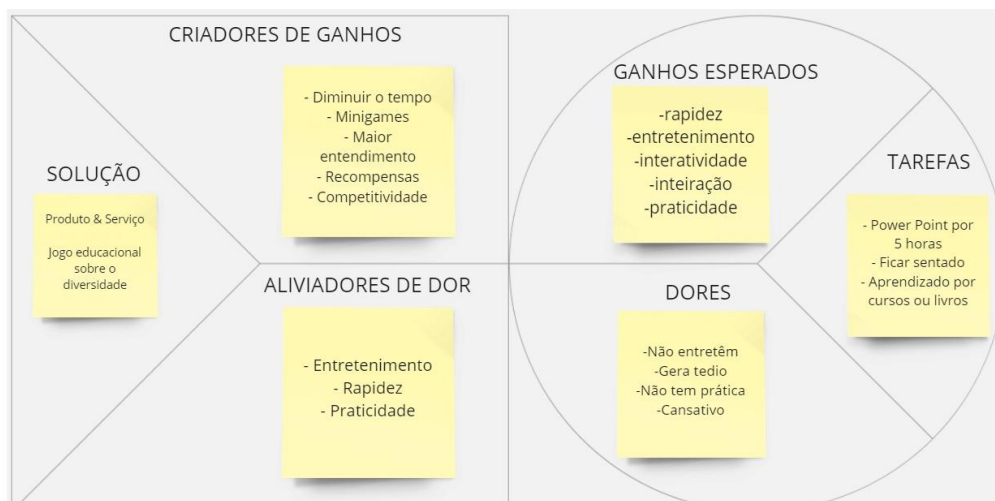 CRIADORES DE GANHOS
- Diminuir o tempo
- Minigames
- Maior
entendimento
- Recompensas
- Competitividade
SOLUÇÃO
Produto & Serviço
Jogo educacional
sobre o
diversidade
ALIVIADORES DE DOR
- Entretenimento
- Rapidez
- Praticidade
GANHOS ESPERADOS
-rapidez
-entretenimento
-interatividade
-inteiração
-praticidade
TAREFAS
- Power Point por
5 horas
- Ficar sentado
- Aprendizado por
cursos ou livros
DORES
-Não entretêm
-Gera tedio
-Não tem prática
-Cansativo